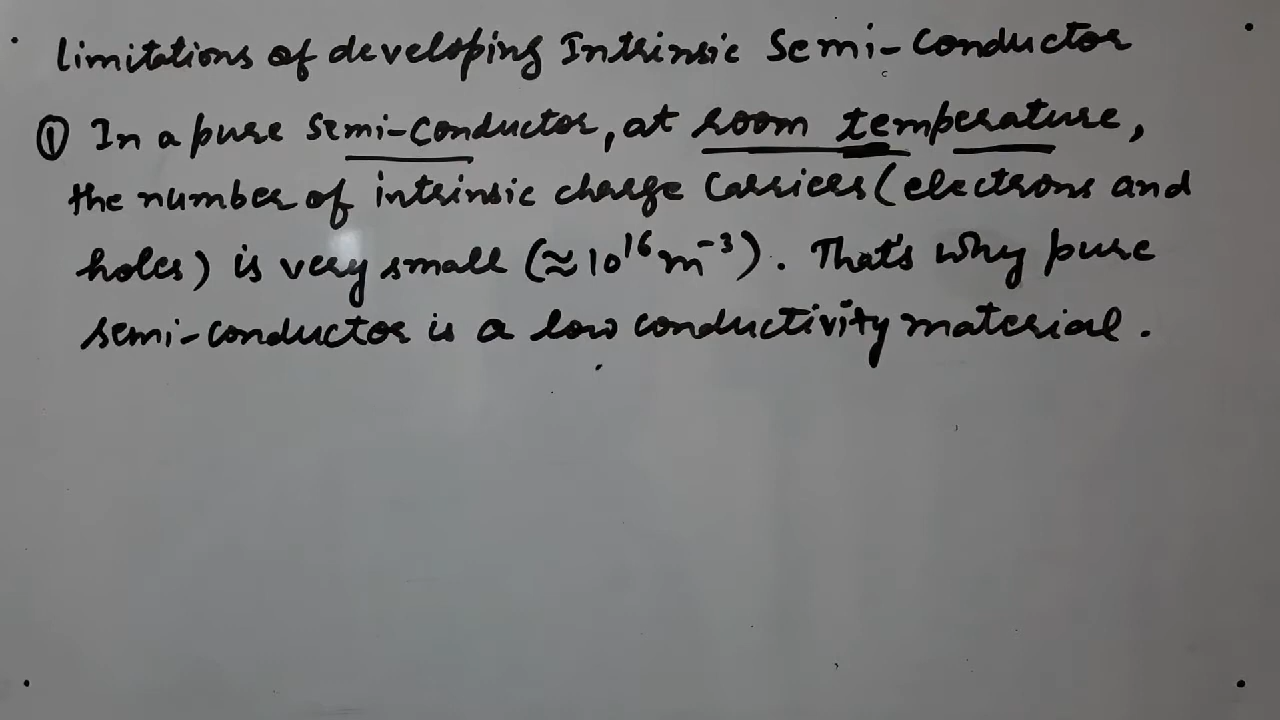 Limitations of developing Intrinsic Semi-Conductor
① In a pure Semi-Conductor, at room temperature,
the number of intrinsic charge Carriers (electrons and
holes) is very small (≈10¹⁶ m⁻³). That's why pure
semi-conductor is a low conductivity material.